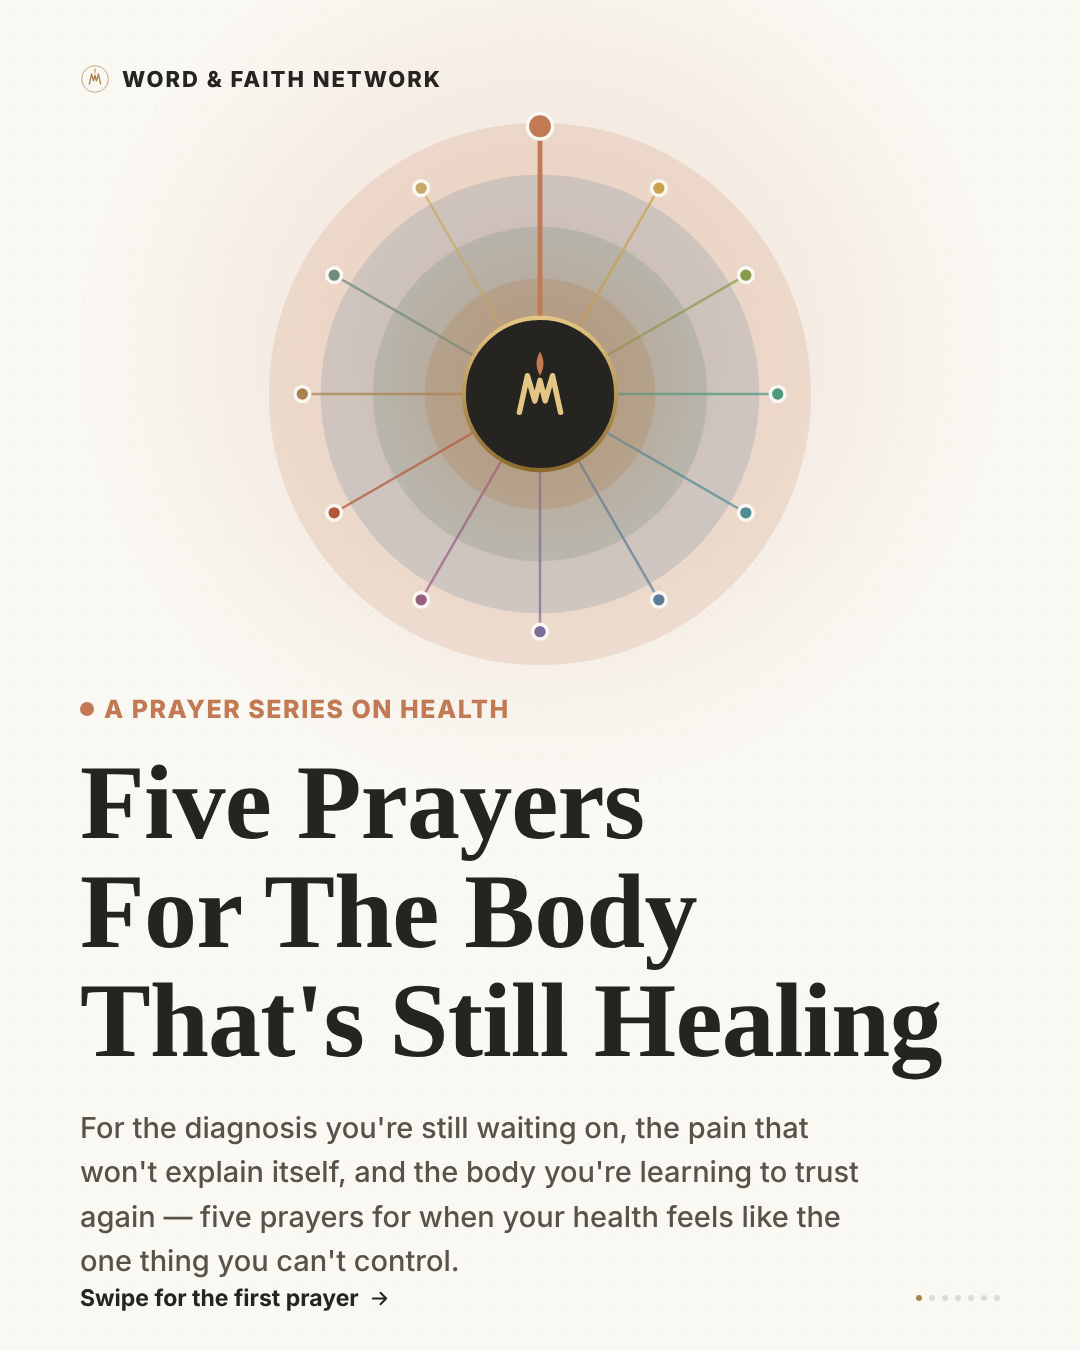 WORD & FAITH NETWORK
A PRAYER SERIES ON HEALTH
Five Prayers
For The Body
That's Still Healing
For the diagnosis you're still waiting on, the pain that
won't explain itself, and the body you're learning to trust
again — five prayers for when your health feels like the
one thing you can't control.
Swipe for the first prayer →